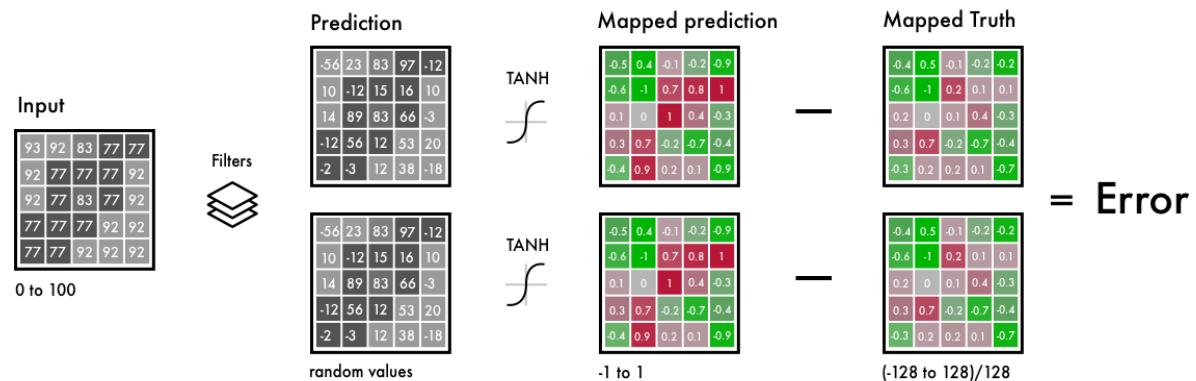 Input
93 92 83 77 77
92 77 77 77 92
92 77 83 77 92
77 77 77 92 92
77 77 92 92 92
0 to 100
Filters
Prediction
-56 23 83 97 -12
10 -12 15 16 10
14 89 83 66 -3
-12 56 12 53 20
-2 -3 12 38 -18
-56 23 83 97 -12
10 -12 15 16 10
14 89 83 66 -3
-12 56 12 53 20
-2 -3 12 38 -18
random values
TANH
TANH
Mapped prediction
-0.5 0.4 -0.1 -0.2 -0.9
-0.6 -1 0.7 0.8 1
0.1 0 1 0.4 -0.3
0.3 0.7 -0.2 -0.7 -0.4
-0.4 0.9 0.2 0.1 -0.9
-0.5 0.4 -0.1 -0.2 -0.9
-0.6 -1 0.7 0.8 1
0.1 0 1 0.4 -0.3
0.3 0.7 -0.2 -0.7 -0.4
-0.4 0.9 0.2 0.1 -0.9
-1 to 1
—
—
Mapped Truth
-0.4 0.5 -0.1 -0.2 -0.2
-0.6 -1 0.2 0.1 0.1
0.2 0 0.1 0.4 -0.3
0.3 0.7 -0.2 -0.7 -0.4
-0.3 0.2 0.2 0.1 -0.7
-0.4 0.5 -0.1 -0.2 -0.2
-0.6 -1 0.2 0.1 0.1
0.2 0 0.1 0.4 -0.3
0.3 0.7 -0.2 -0.7 -0.4
-0.3 0.2 0.2 0.1 -0.7
(-128 to 128)/128
= Error